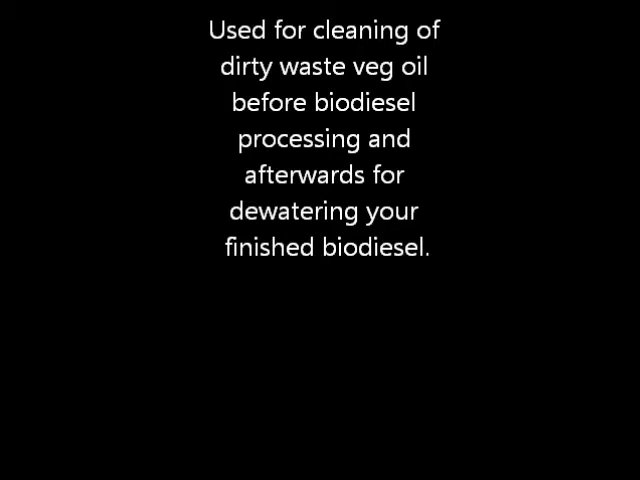 Used for cleaning of
dirty waste veg oil
before biodiesel
processing and
afterwards for
dewatering your
finished biodiesel.